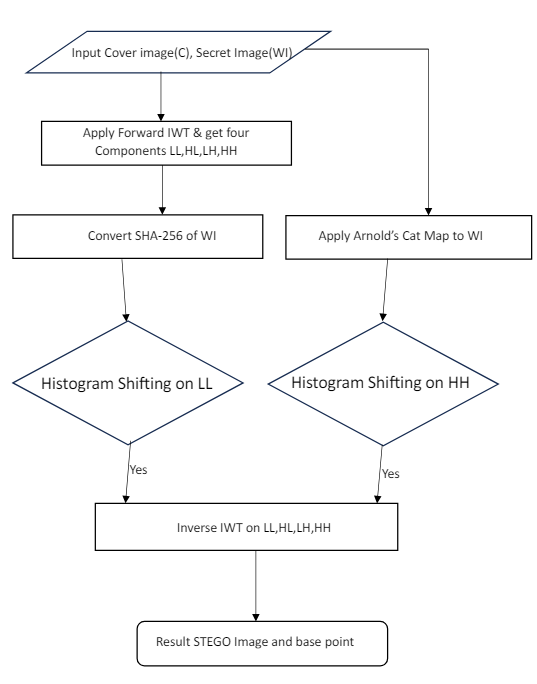 Input Cover image(C), Secret Image(WI)
Apply Forward IWT & get four
Components LL,HL,LH,HH
Convert SHA-256 of WI
Apply Arnold's Cat Map to WI
Histogram Shifting on LL
Histogram Shifting on HH
Yes
Yes
Inverse IWT on LL,HL,LH,HH
Result STEGO Image and base point